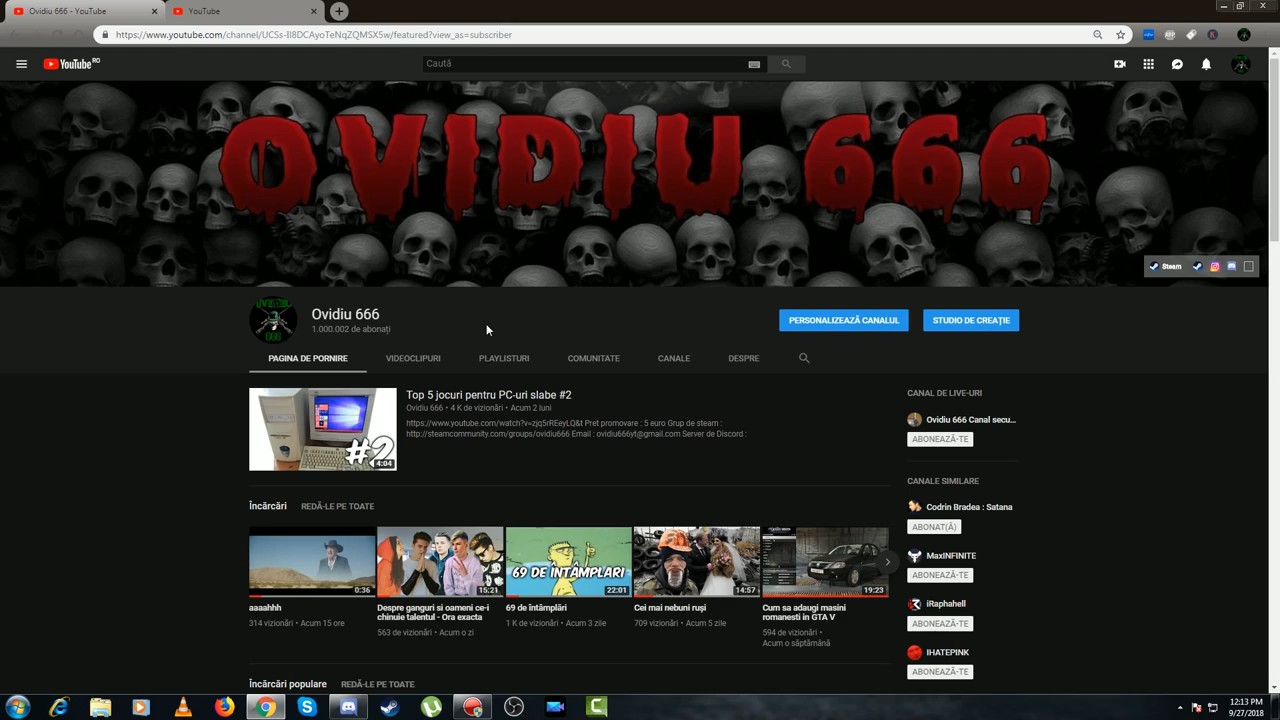 Ovidiu 666 - YouTube
YouTube
https://www.youtube.com/channel/UCSs-Il8DCAyoTeNqZQMSX5w/featured?view_as=subscriber
YouTube RO
Caută
OVIDIU 666
Steam
Ovidiu 666
1.000.002 de abonați
PERSONALIZEAZĂ CANALUL
STUDIO DE CREAȚIE
PAGINA DE PORNIRE
VIDEOCLIPURI
PLAYLISTURI
COMUNITATE
CANALE
DESPRE
#2
4:04
Top 5 jocuri pentru PC-uri slabe #2
Ovidiu 666 • 4 K de vizionări • Acum 2 luni
https://www.youtube.com/watch?v=zjq5rREeyLQ&t Pret promovare : 5 euro Grup de steam :
http://steamcommunity.com/groups/ovidiu666 Email : ovidiu666yt@gmail.com Server de Discord :
CANAL DE LIVE-URI
Ovidiu 666 Canal secu...
ABONEAZĂ-TE
CANALE SIMILARE
Codrin Bradea : Satana
ABONAT(Ă)
MaxINFINITE
ABONEAZĂ-TE
iRaphahell
ABONEAZĂ-TE
IHATEPINK
ABONEAZĂ-TE
Încărcări
REDĂ-LE PE TOATE
0:36
aaaahhh
314 vizionări • Acum 15 ore
15:21
Despre ganguri si oameni ce-i
chinuie talentul - Ora exacta
563 de vizionări • Acum o zi
69 DE ÎNTÂMPLARI
22:01
69 de întâmplări
1 K de vizionări • Acum 3 zile
14:57
Cei mai nebuni ruși
709 vizionări • Acum 5 zile
19:23
Cum sa adaugi masini
romanesti in GTA V
594 de vizionări •
Acum o săptămână
Încărcări populare
REDĂ-LE PE TOATE
12:13 PM
9/27/2018